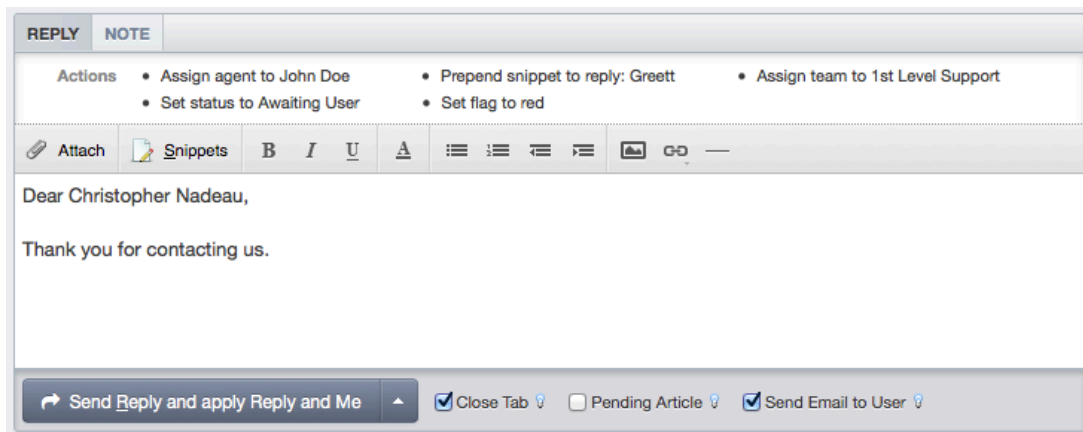 REPLY NOTE
Actions • Assign agent to John Doe • Prepend snippet to reply: Greett • Assign team to 1st Level Support
• Set status to Awaiting User • Set flag to red
Attach Snippets B I U A
Dear Christopher Nadeau,
Thank you for contacting us.
Send Reply and apply Reply and Me Close Tab Pending Article Send Email to User